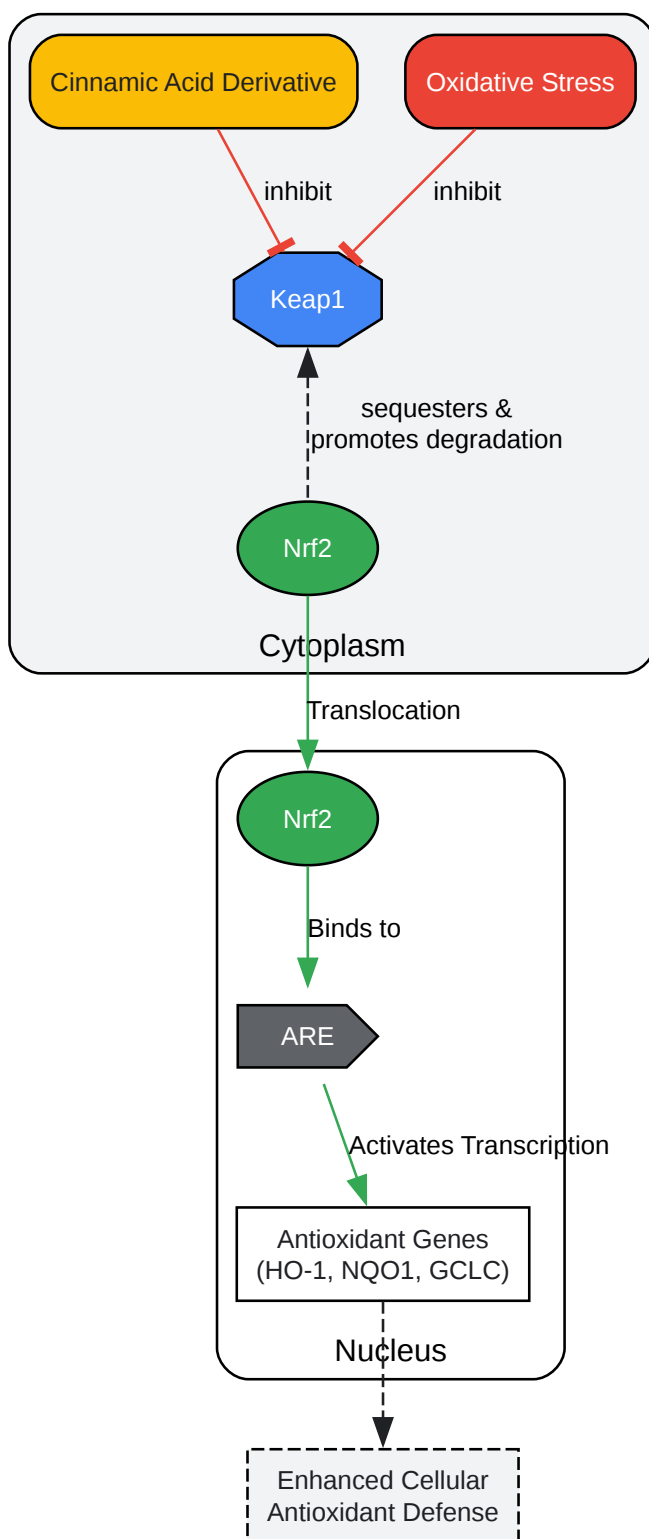 Cinnamic Acid Derivative
Oxidative Stress
inhibit
inhibit
Keap1
sequesters &
promotes degradation
Nrf2
Cytoplasm
Translocation
Nrf2
Binds to
ARE
Activates Transcription
Antioxidant Genes
(HO-1, NQO1, GCLC)
Nucleus
Enhanced Cellular
Antioxidant Defense